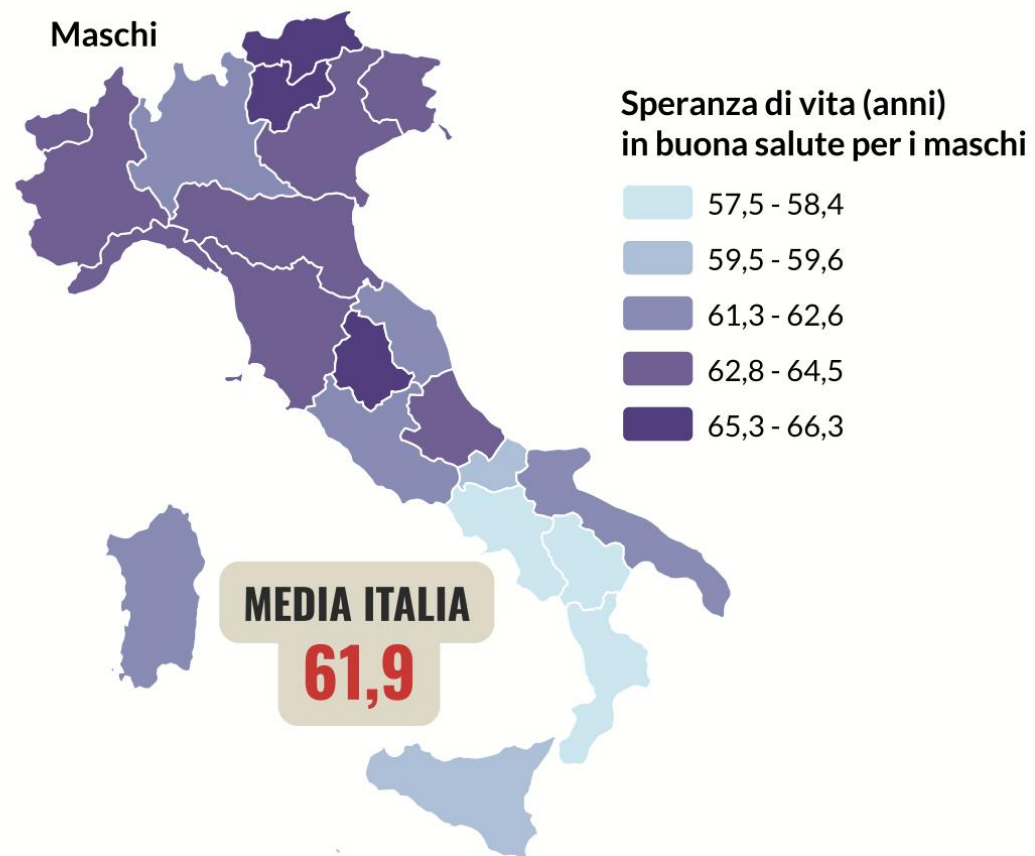 Maschi
Speranza di vita (anni)
in buona salute per i maschi
57,5 - 58,4
59,5 - 59,6
61,3 - 62,6
62,8 - 64,5
65,3 - 66,3
MEDIA ITALIA
61,9